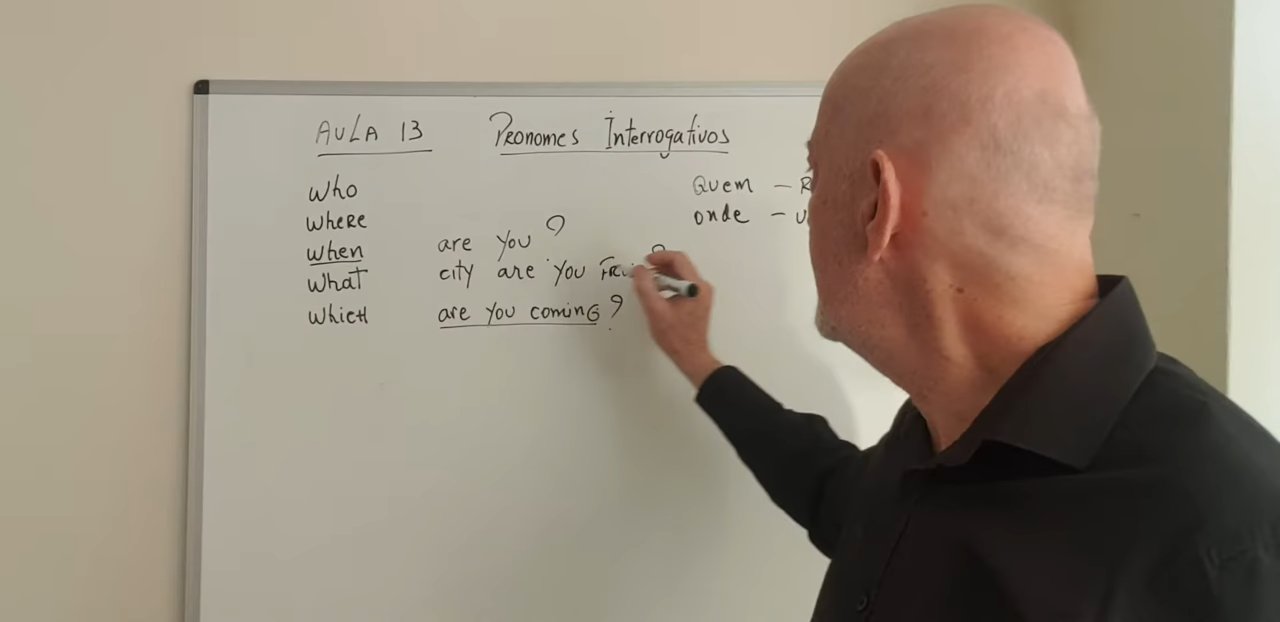 AULA 13 Pronomes Interrogativos
Who Quem –
Where onde –
When are you ?
What city are you ?
Which are you coming ?